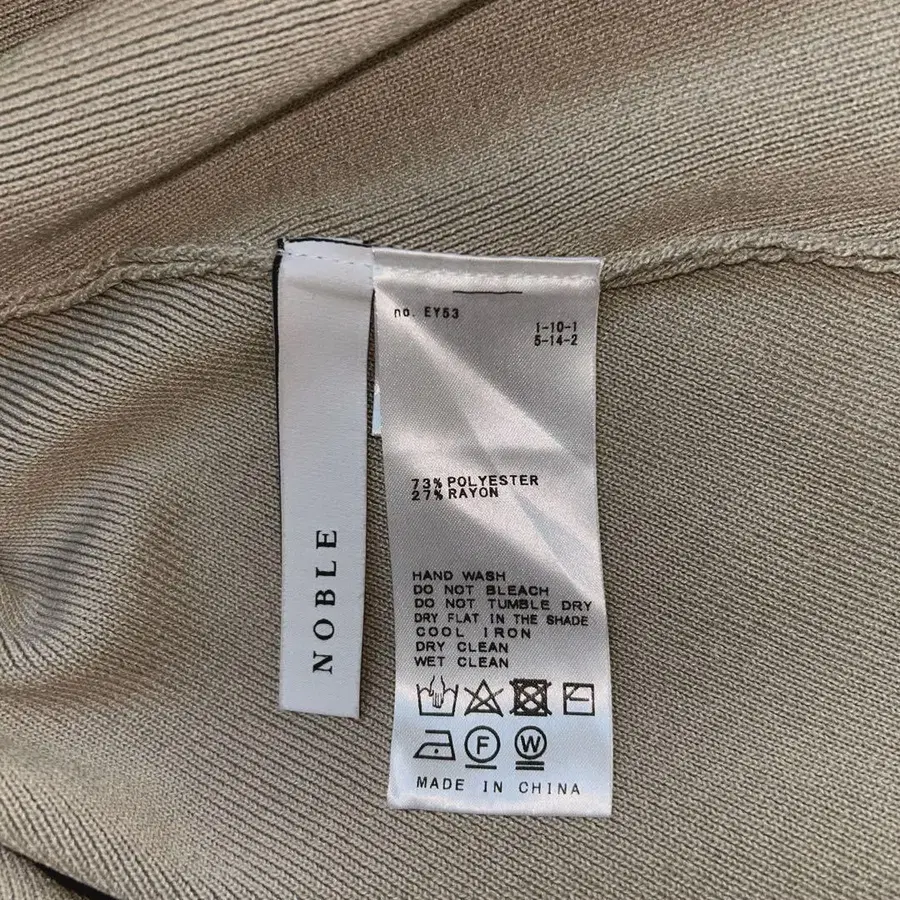 NOBLE
no. EY53
1-10-1
5-14-2
73% POLYESTER
27% RAYON
HAND WASH
DO NOT BLEACH
DO NOT TUMBLE DRY
DRY FLAT IN THE SHADE
COOL IRON
DRY CLEAN
WET CLEAN
F W
MADE IN CHINA